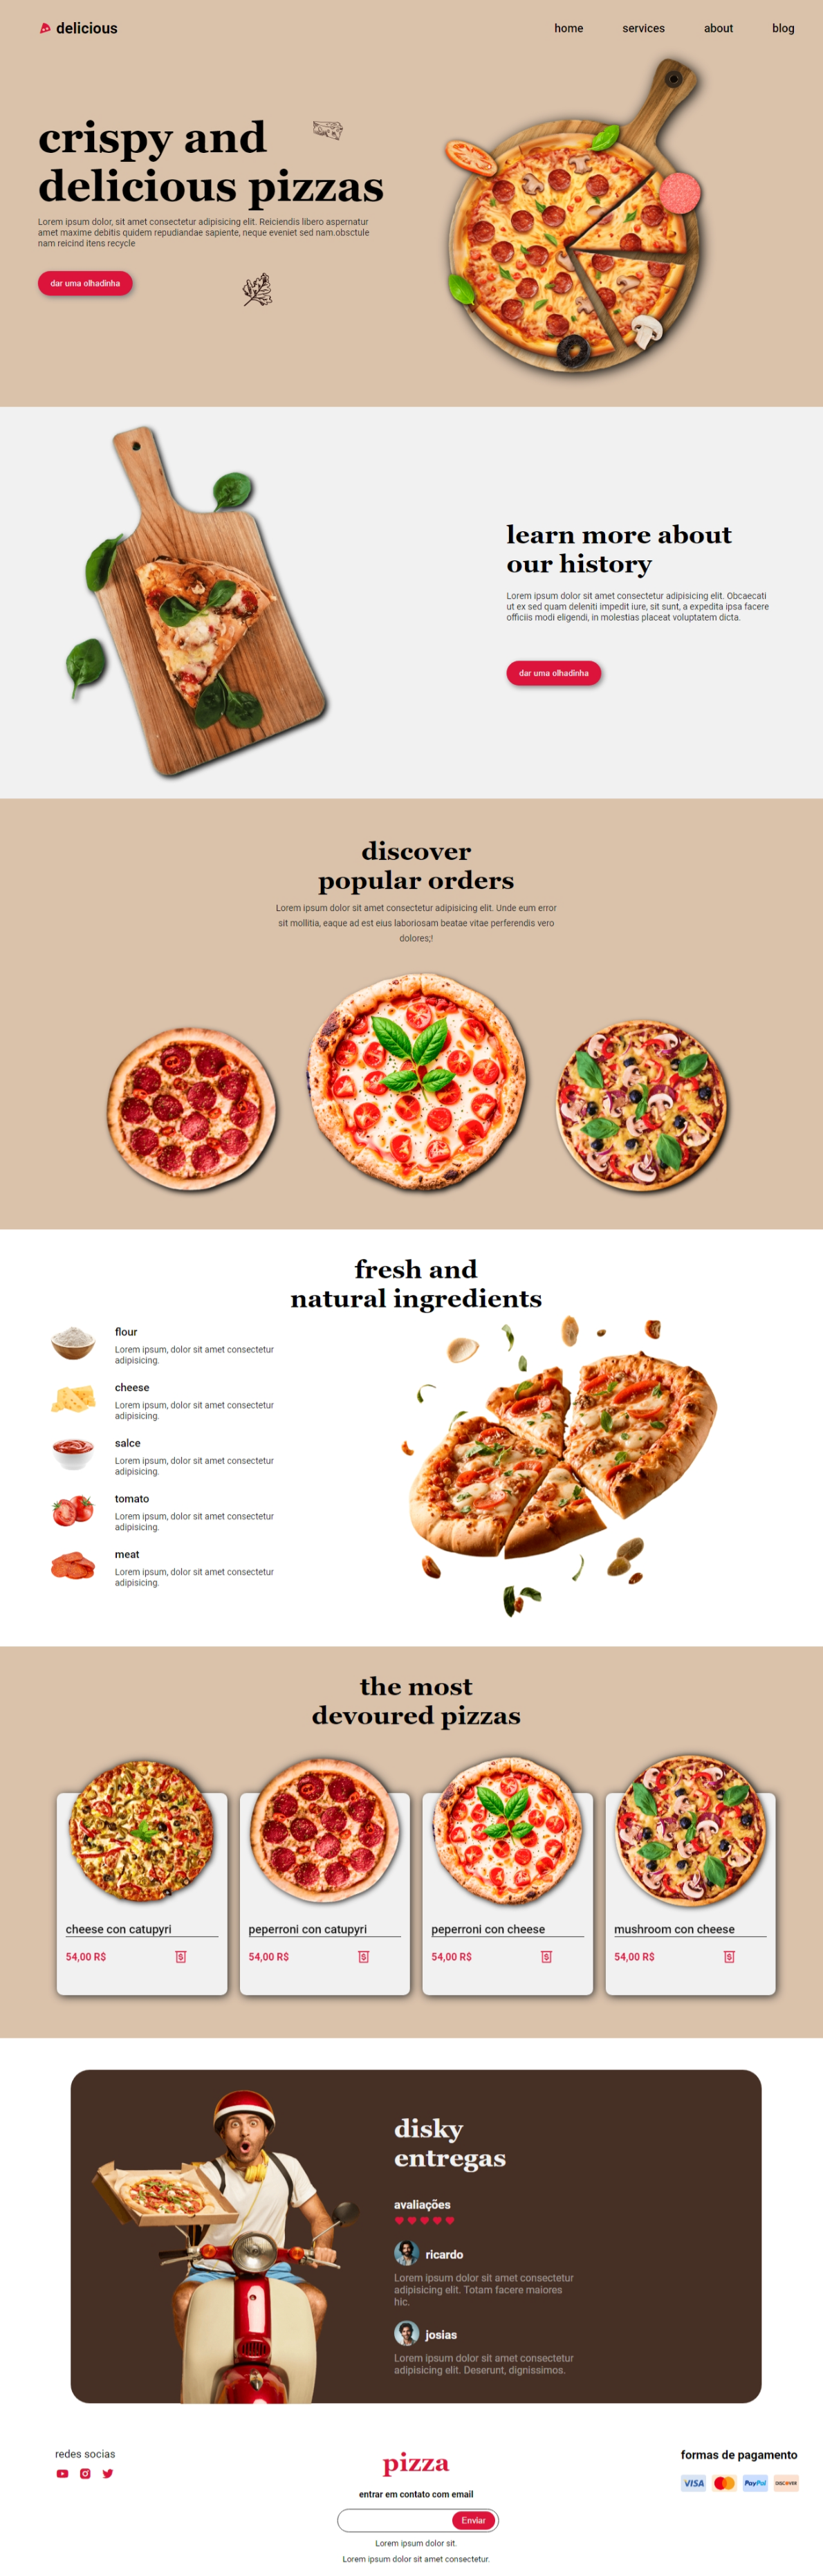 delicious
home services about blog
crispy and
delicious pizzas
Lorem ipsum dolor, sit amet consectetur adipisicing elit. Reiciendis libero aspernatur
amet maxime debitis quidem repudiandae sapiente, neque eveniet sed nam.obsctule
nam reicind itens recycle
dar uma olhadinha
learn more about
our history
Lorem ipsum dolor sit amet consectetur adipisicing elit. Obcaecati
ut ex sed quam deleniti impedit iure, sit sunt, a expedita ipsa facere
officiis modi eligendi, in molestias placeat voluptatem dicta.
dar uma olhadinha
discover
popular orders
Lorem ipsum dolor sit amet consectetur adipisicing elit. Unde eum error
sit mollitia, eaque ad est eius laboriosam beatae vitae perferendis vero
dolores;!
fresh and
natural ingredients
flour
Lorem ipsum, dolor sit amet consectetur
adipisicing.
cheese
Lorem ipsum, dolor sit amet consectetur
adipisicing.
salce
Lorem ipsum, dolor sit amet consectetur
adipisicing.
tomato
Lorem ipsum, dolor sit amet consectetur
adipisicing.
meat
Lorem ipsum, dolor sit amet consectetur
adipisicing.
the most
devoured pizzas
cheese con catupyri
54,00 R$
peperroni con catupyri
54,00 R$
peperroni con cheese
54,00 R$
mushroom con cheese
54,00 R$
disky
entregas
avaliações
ricardo
Lorem ipsum dolor sit amet consectetur
adipisicing elit. Totam facere maiores
hic.
josias
Lorem ipsum dolor sit amet consectetur
adipisicing elit. Deserunt, dignissimos.
redes socias
pizza
entrar em contato com email
Enviar
Lorem ipsum dolor sit.
Lorem ipsum dolor sit amet consectetur.
formas de pagamento
VISA PayPal DISCOVER